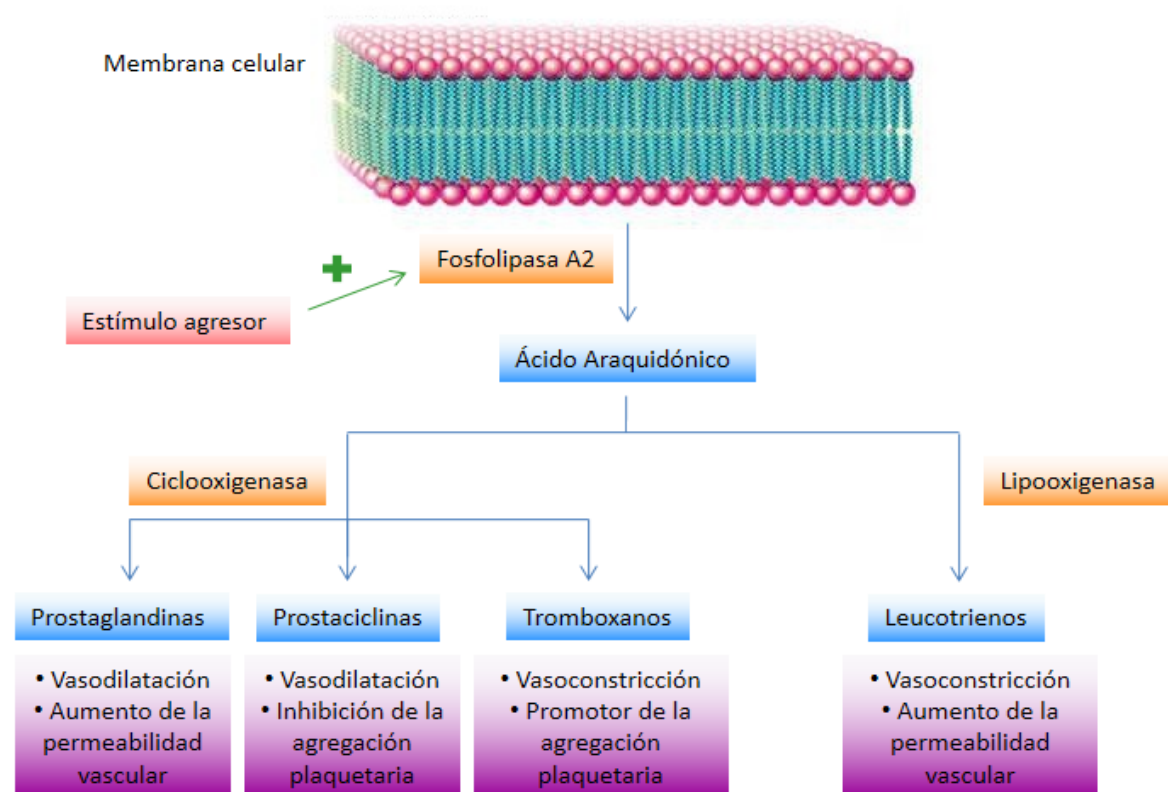 Membrana celular
Fosfolipasa A2
Estímulo agresor
Ácido Araquidónico
Ciclooxigenasa
Lipooxigenasa
Prostaglandinas
Prostaciclinas
Tromboxanos
Leucotrienos
• Vasodilatación
• Aumento de la
permeabilidad
vascular
• Vasodilatación
• Inhibición de la
agregación
plaquetaria
• Vasoconstricción
• Promotor de la
agregación
plaquetaria
• Vasoconstricción
• Aumento de la
permeabilidad
vascular